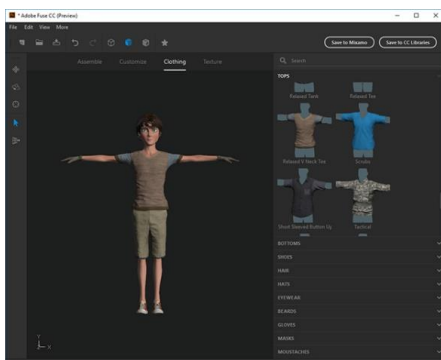 * Adobe Fuse CC (Preview)
File Edit View More
Save to Mixamo
Save to CC Libraries
Assemble Customize Clothing Texture
Search
TOPS
Relaxed Tank Relaxed Tee
Relaxed V Neck Tee Scrubs
Short Sleeved Button Up Tactical
BOTTOMS
SHOES
HAIR
HATS
EYEWEAR
BEARDS
GLOVES
MASKS
MOUSTACHES
Y
X